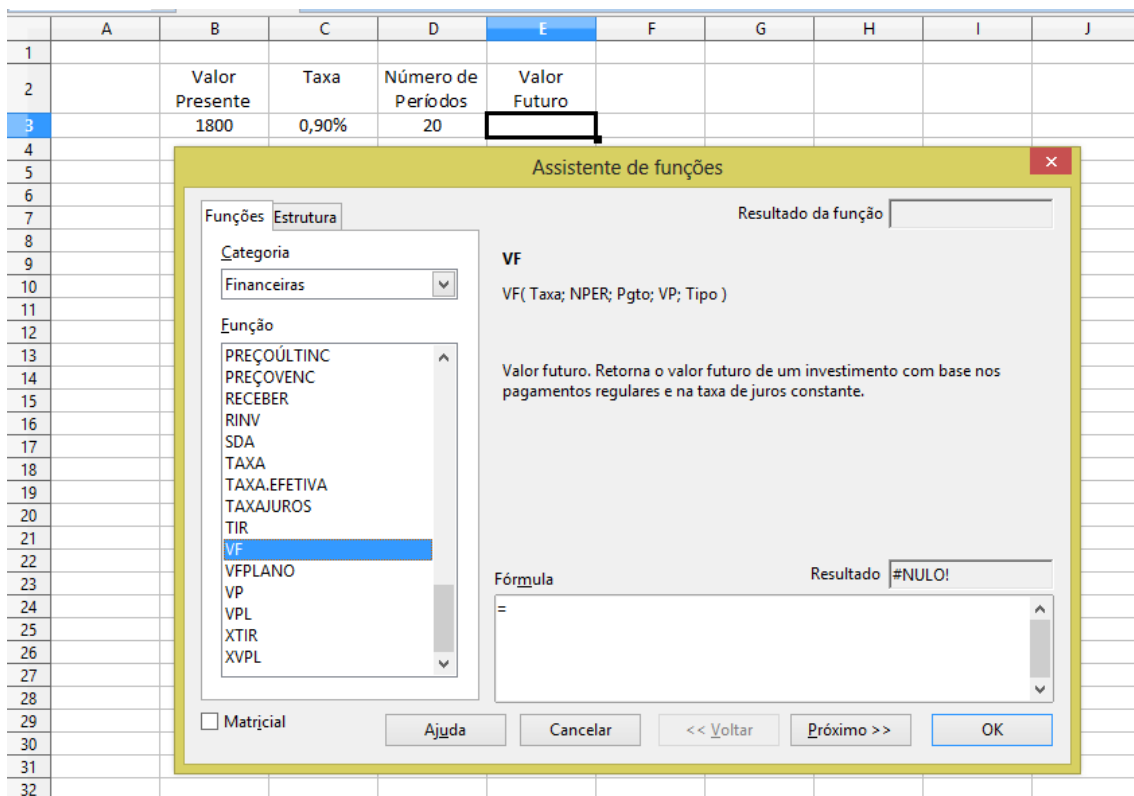 A B C D E F G H I J
1
2 Valor Presente Taxa Número de Períodos Valor Futuro
3 1800 0,90% 20
4
5
6
7
8
9
10
11
12
13
14
15
16
17
18
19
20
21
22
23
24
25
26
27
28
29
30
31
32
Assistente de funções
Funções Estrutura
Resultado da função
Categoria
Financeiras
Função
PREÇOÚLTINC
PREÇOVENC
RECEBER
RINV
SDA
TAXA
TAXA.EFETIVA
TAXAJUROS
TIR
VF
VFPLANO
VP
VPL
XTIR
XVPL
VF
VF( Taxa; NPER; Pgto; VP; Tipo )
Valor futuro. Retorna o valor futuro de um investimento com base nos
pagamentos regulares e na taxa de juros constante.
Fórmula
Resultado #NULO!
=
Matricial
Ajuda Cancelar << Voltar Próximo >> OK